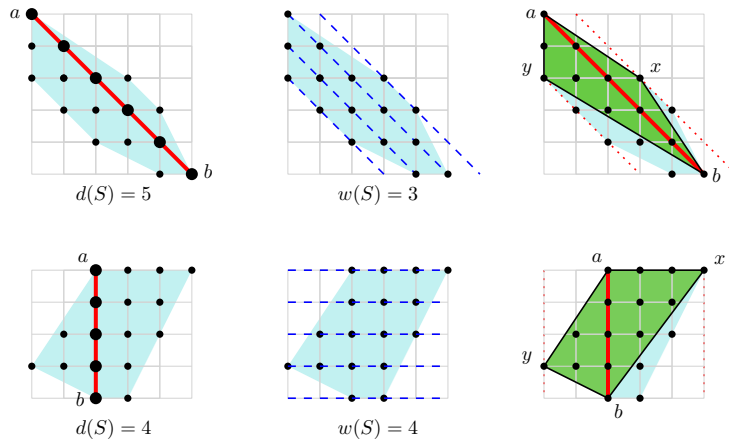 a
b
d(S) = 5
w(S) = 3
a
y
x
b
a
b
d(S) = 4
w(S) = 4
a
x
y
b